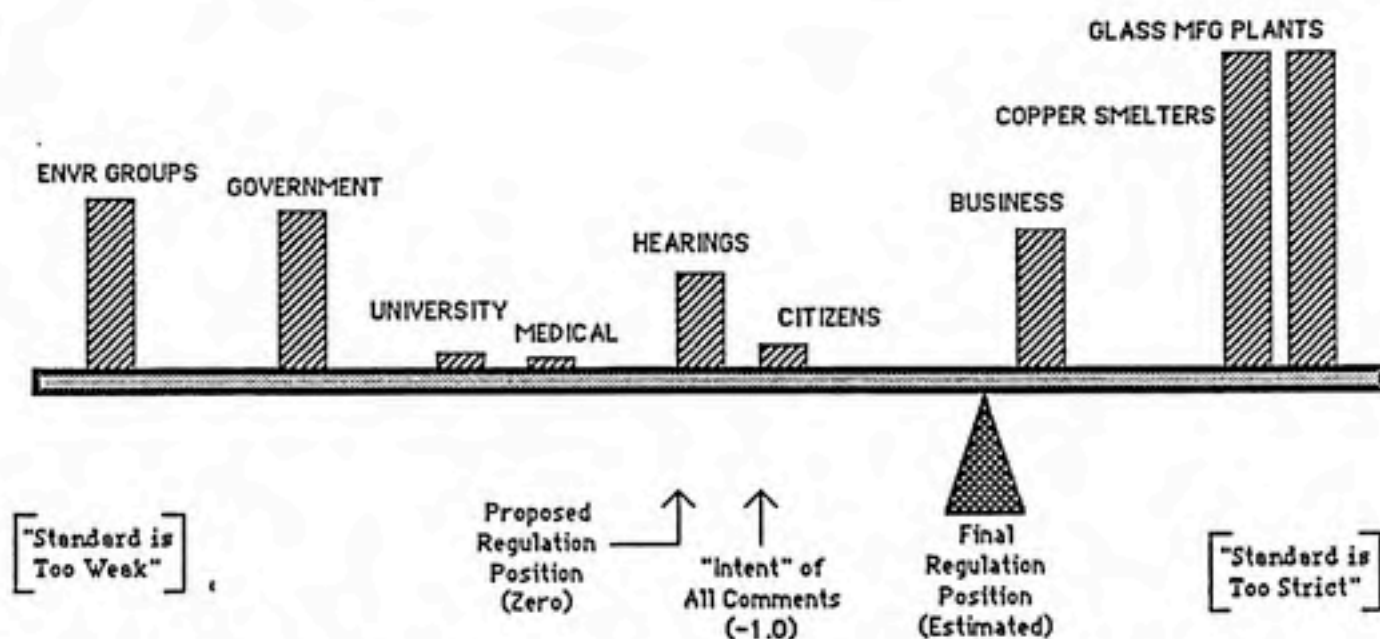 GLASS MFG PLANTS
COPPER SMELTERS
ENVR GROUPS
GOVERNMENT
BUSINESS
HEARINGS
UNIVERSITY
MEDICAL
CITIZENS
"Standard is
Too Weak"
Proposed
Regulation
Position
(Zero)
"Intent" of
All Comments
(-1.0)
Final
Regulation
Position
(Estimated)
"Standard is
Too Strict"